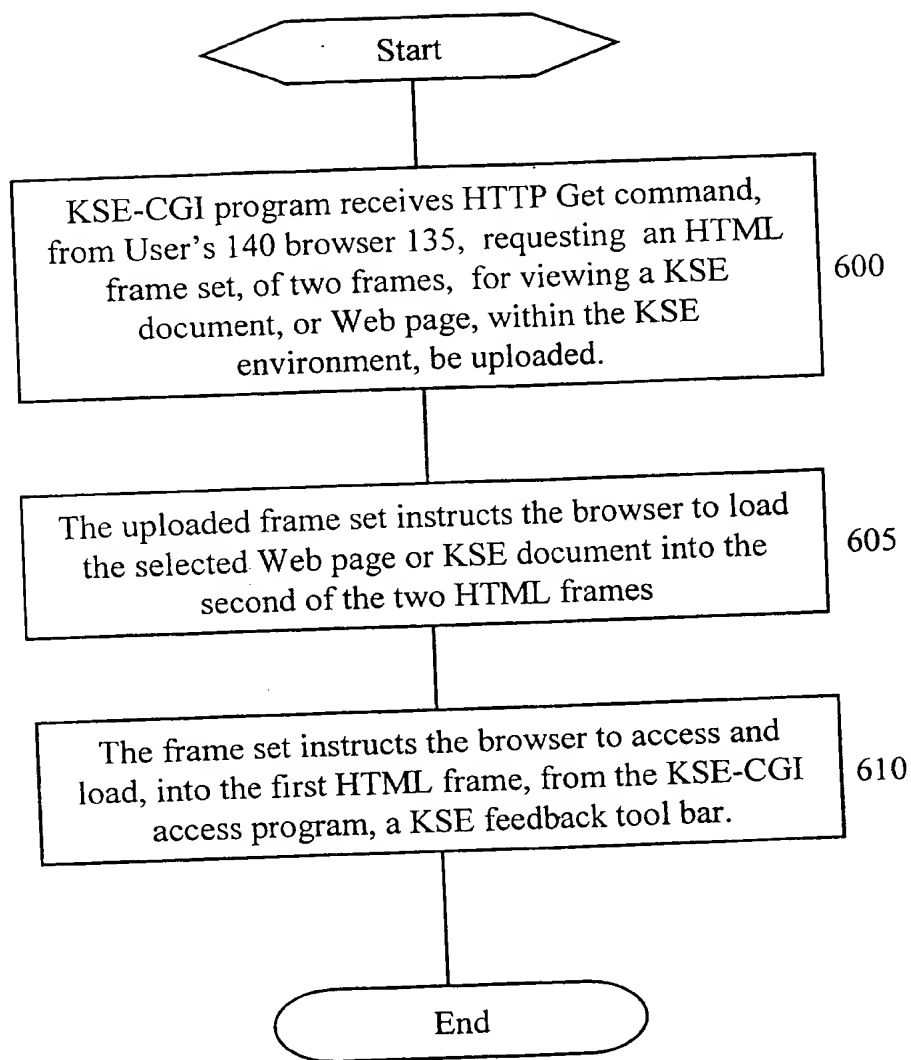 Start
KSE-CGI program receives HTTP Get command,
from User's 140 browser 135, requesting an HTML
frame set, of two frames, for viewing a KSE
document, or Web page, within the KSE
environment, be uploaded.
600
The uploaded frame set instructs the browser to load
the selected Web page or KSE document into the
second of the two HTML frames
605
The frame set instructs the browser to access and
load, into the first HTML frame, from the KSE-CGI
access program, a KSE feedback tool bar.
610
End